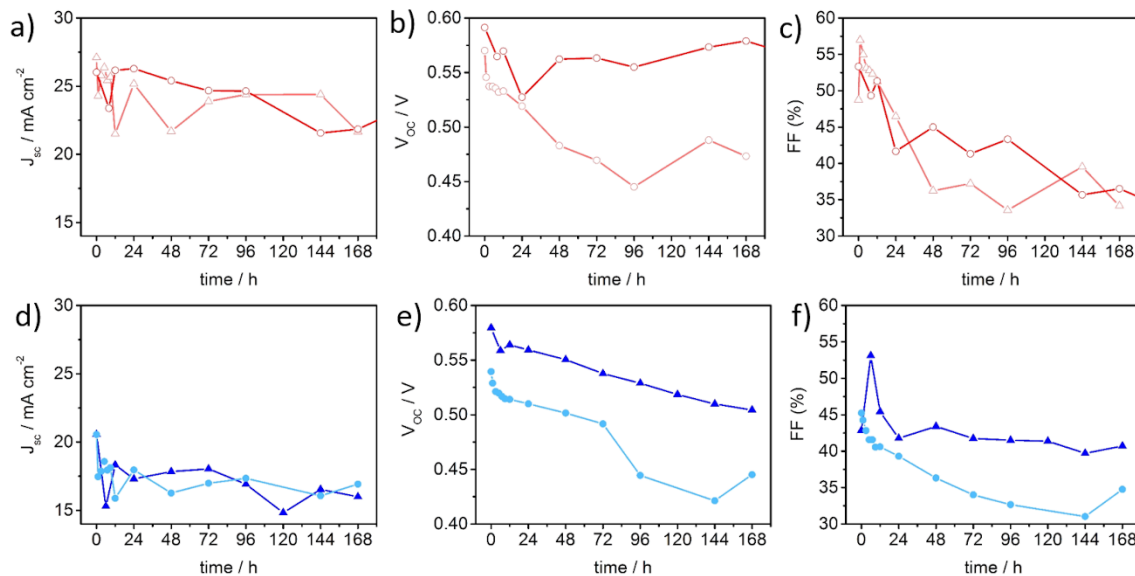 a)
30
25
20
15
J_sc / mA cm⁻²
0 24 48 72 96 120 144 168
time / h
b)
0.60
0.55
0.50
0.45
0.40
V_OC / V
0 24 48 72 96 120 144 168
time / h
c)
60
55
50
45
40
35
30
FF (%)
0 24 48 72 96 120 144 168
time / h
d)
30
25
20
15
J_sc / mA cm⁻²
0 24 48 72 96 120 144 168
time / h
e)
0.60
0.55
0.50
0.45
0.40
V_OC / V
0 24 48 72 96 120 144 168
time / h
f)
60
55
50
45
40
35
30
FF (%)
0 24 48 72 96 120 144 168
time / h